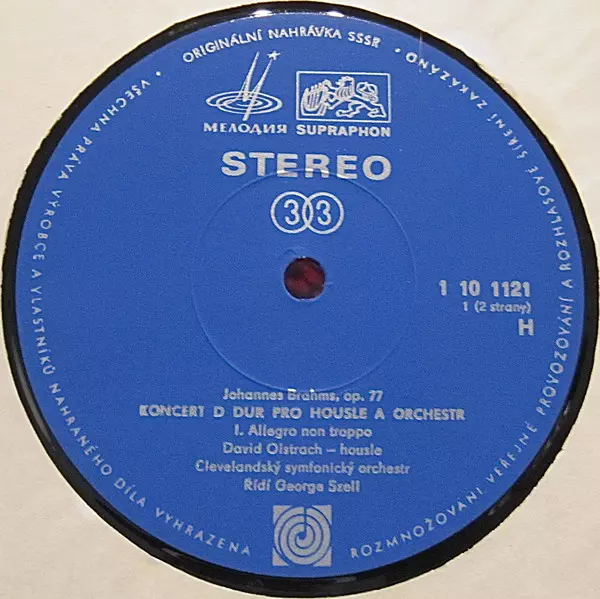 • VŠECHNA PRÁVA VÝROBCE A VLASTNÍKŮ NAHRANÉHO DÍLA VYHRAZENA
ORIGINÁLNÍ NAHRÁVKA SSSR •
ROZMNOŽOVÁNÍ VEŘEJNÉ PROVOZOVÁNÍ A ROZHLASOVÉ ŠÍŘENÍ ZAKÁZÁNO
МЕЛОДИЯ SUPRAPHON
STEREO
33
1 10 1121
1 (2 strany)
H
Johannes Brahms, op. 77
KONCERT D DUR PRO HOUSLE A ORCHESTR
I. Allegro non troppo
David Oistrach – housle
Clevelandský symfonický orchestr
Řídí George Szell